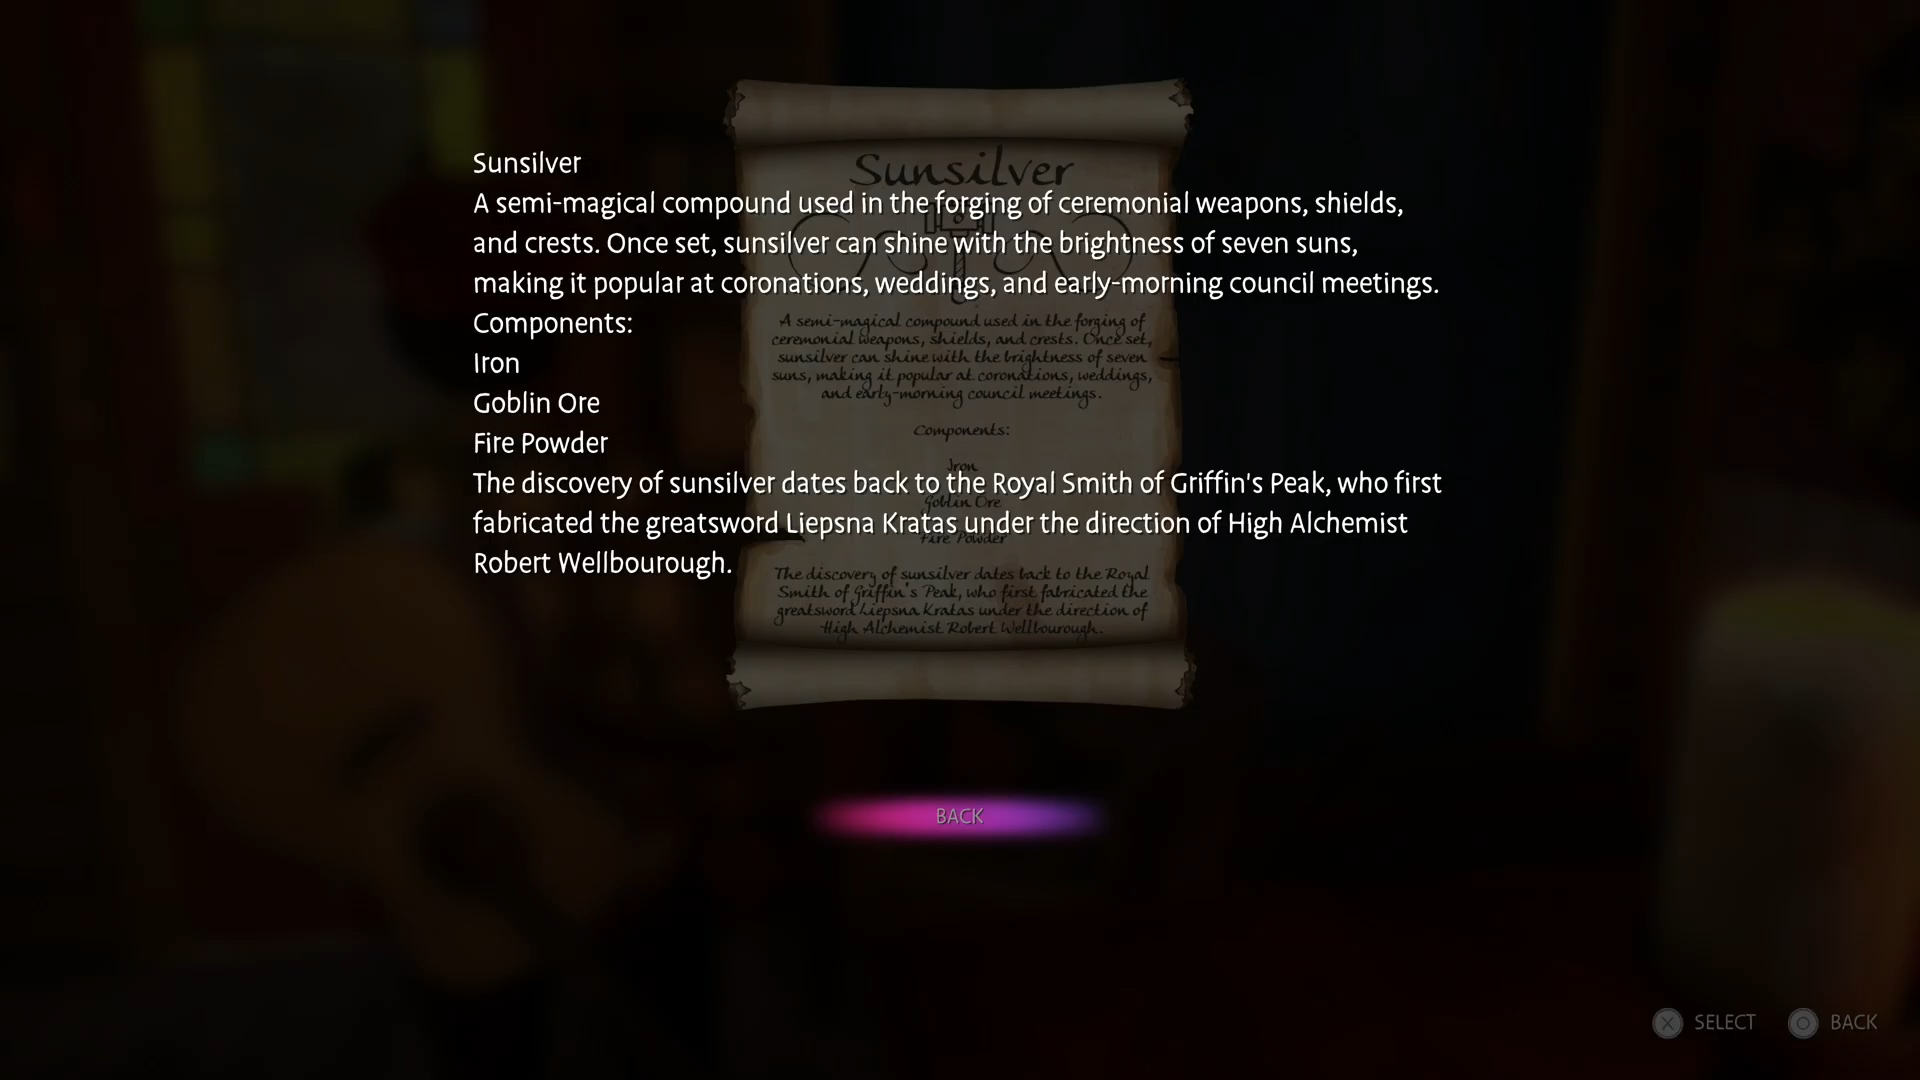 Sunsilver
A semi-magical compound used in the forging of ceremonial weapons, shields,
and crests. Once set, sunsilver can shine with the brightness of seven suns,
making it popular at coronations, weddings, and early-morning council meetings.
Components:
Iron
Goblin Ore
Fire Powder
The discovery of sunsilver dates back to the Royal Smith of Griffin's Peak, who first
fabricated the greatsword Liepsna Kratas under the direction of High Alchemist
Robert Wellbourough.
Sunsilver
A semi-magical compound used in the forging of
ceremonial weapons, shields, and crests. Once set,
sunsilver can shine with the brightness of seven
suns, making it popular at coronations, weddings,
and early-morning council meetings.
Components:
Iron
Goblin Ore
Fire Powder
The discovery of sunsilver dates back to the Royal
Smith of Griffin's Peak, who first fabricated the
greatsword Liepsna Kratas under the direction of
High Alchemist Robert Wellbourough.
BACK
SELECT
BACK